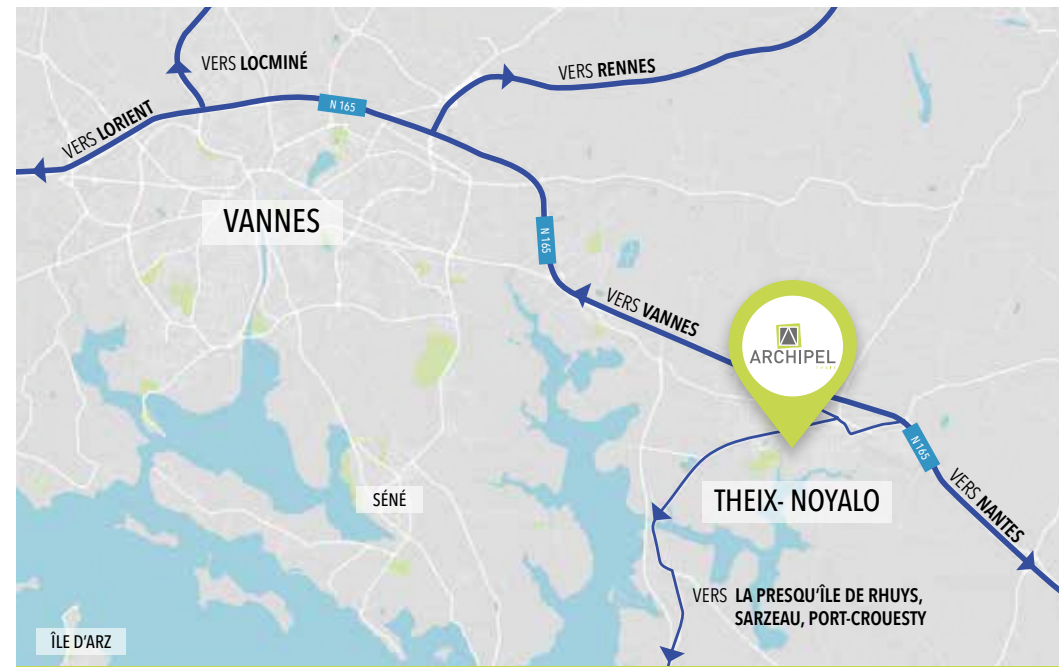 VERS LOCMINÉ
VERS RENNES
N 165
VERS LORIENT
VANNES
N 165
VERS VANNES
ARCHIPEL
N 165
SÉNÉ
THEIX- NOYALO
VERS NANTES
VERS LA PRESQU'ÎLE DE RHUYS,
SARZEAU, PORT-CROUESTY
ÎLE D'ARZ